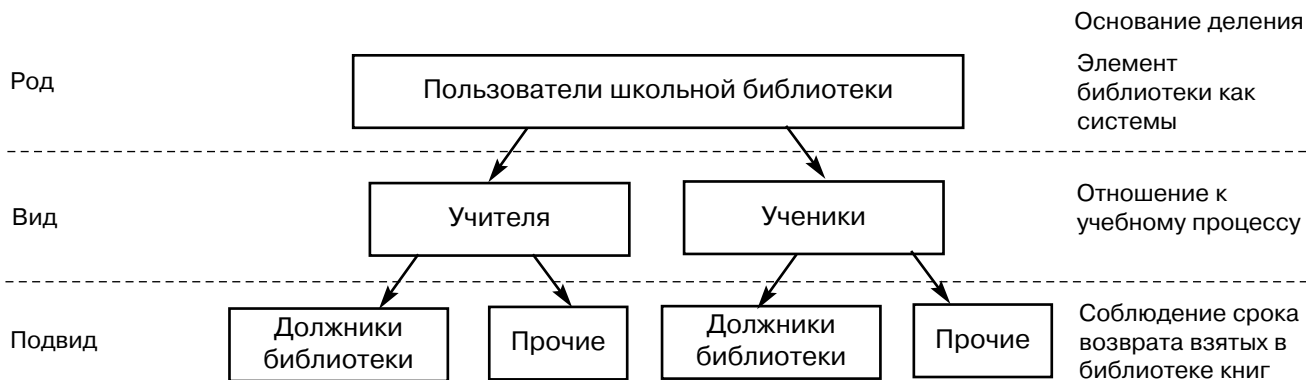 Основание деления
Род
Пользователи школьной библиотеки
Элемент
библиотеки как
системы
Вид
Учителя
Ученики
Отношение к
учебному процессу
Подвид
Должники
библиотеки
Прочие
Должники
библиотеки
Прочие
Соблюдение срока
возврата взятых в
библиотеке книг